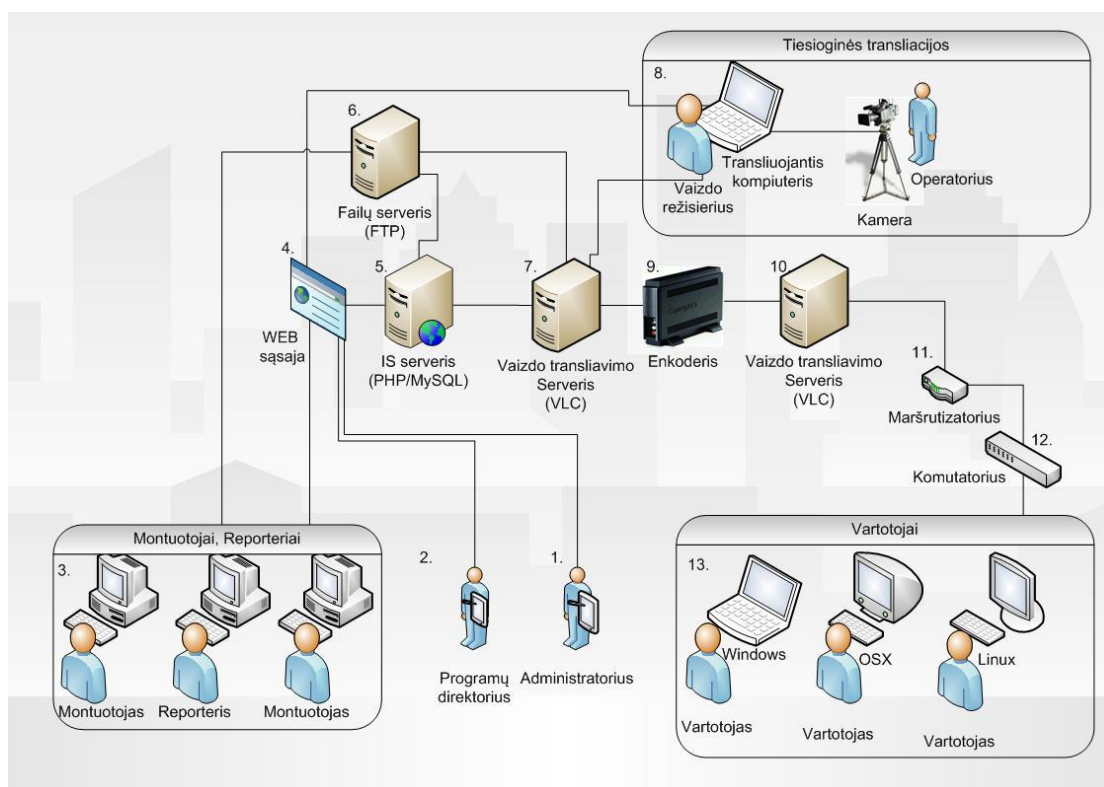 Tiesioginės transliacijos
8.
Transliuojantis
kompiuteris
Vaizdo
režisierius
Kamera
Operatorius
6.
Failų serveris
(FTP)
4.
WEB
sąsaja
5.
IS serveris
(PHP/MySQL)
7.
Vaizdo transliavimo
Serveris
(VLC)
9.
Enkoderis
10.
Vaizdo transliavimo
Serveris
(VLC)
11.
Maršrutizatorius
12.
Komutatorius
Montuotojai, Reporteriai
3.
Montuotojas
Reporteris
Montuotojas
2.
Programų
direktorius
1.
Administratorius
Vartotojai
13.
Windows
OSX
Linux
Vartotojas
Vartotojas
Vartotojas